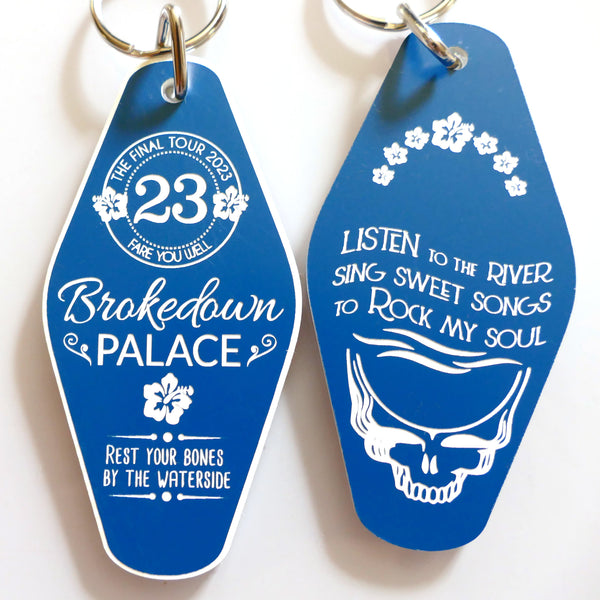 THE FINAL TOUR 2023
23
FARE YOU WELL
Brokedown
PALACE
REST YOUR BONES
BY THE WATERSIDE
LISTEN TO THE RIVER
SING SWEET SONGS
TO ROCK MY SOUL